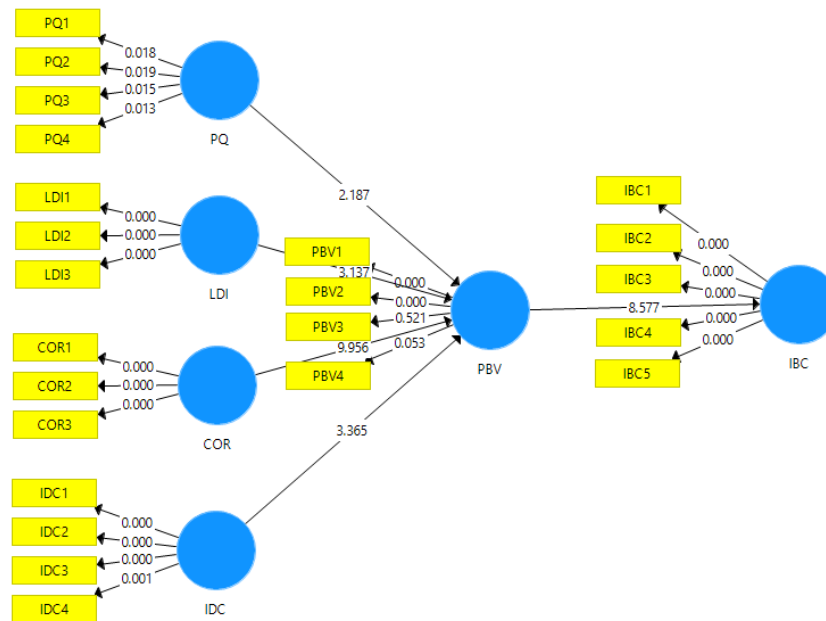 PQ1
0.018
PQ2
0.019
PQ3
0.015
0.013
PQ4
PQ
2.187
LDI1
0.000
LDI2
0.000
LDI3
0.000
LDI
3.137
PBV1
0.000
PBV2
0.000
PBV3
0.521
PBV4
0.053
PBV
IBC1
0.000
IBC2
0.000
IBC3
0.000
IBC4
0.000
IBC5
0.000
8.577
IBC
COR1
0.000
COR2
0.000
COR3
0.000
COR
9.956
3.365
IDC1
0.000
IDC2
0.000
IDC3
0.000
0.001
IDC4
IDC